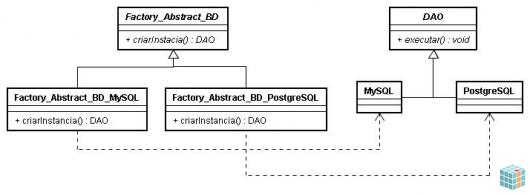 Factory_Abstract_BD
+ criarInstacia() : DAO
DAO
+ executar() : void
Factory_Abstract_BD_MySQL
+ criarInstancia() : DAO
Factory_Abstract_BD_PostgreSQL
+ criarInstancia() : DAO
MySQL
PostgreSQL